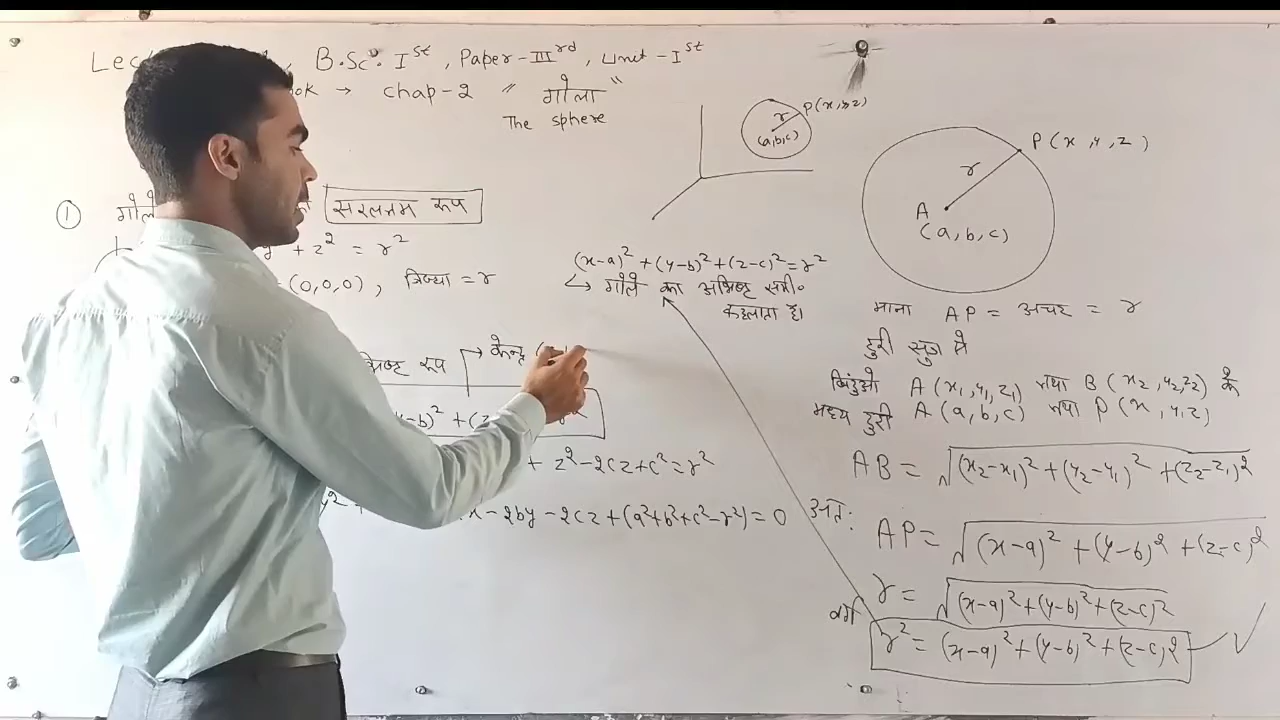 B.Sc. Ist, Paper-IIIrd, Unit-Ist
→ chap-2 " गोला "
The sphere
① सरलतम रूप
+ z² = r²
(0,0,0), त्रिज्या = r
रूप → केन्द्र
-b)² + (z
+ z²-2cz+c²=r²
y² + x - 2by - 2cz + (a²+b²+c²-r²) = 0
P(x,y,z)
r
(a,b,c)
(x-a)² + (y-b)² + (z-c)² = r²
↳ गोले का अभिष्ट समी॰
कहलाता है।
P(x,y,z)
r
A
(a,b,c)
माना AP = अचर = r
दुरी सुत्र से
बिंदुओ A(x₁,y₁,z₁) तथा B(x₂,y₂,z₂) के
मध्य दुरी A(a,b,c) तथा P(x,y,z)
AB = √(x₂-x₁)² + (y₂-y₁)² + (z₂-z₁)²
अत:
AP = √(x-a)² + (y-b)² + (z-c)²
r = √(x-a)²+(y-b)²+(z-c)²
वर्ग
r² = (x-a)² + (y-b)² + (z-c)²